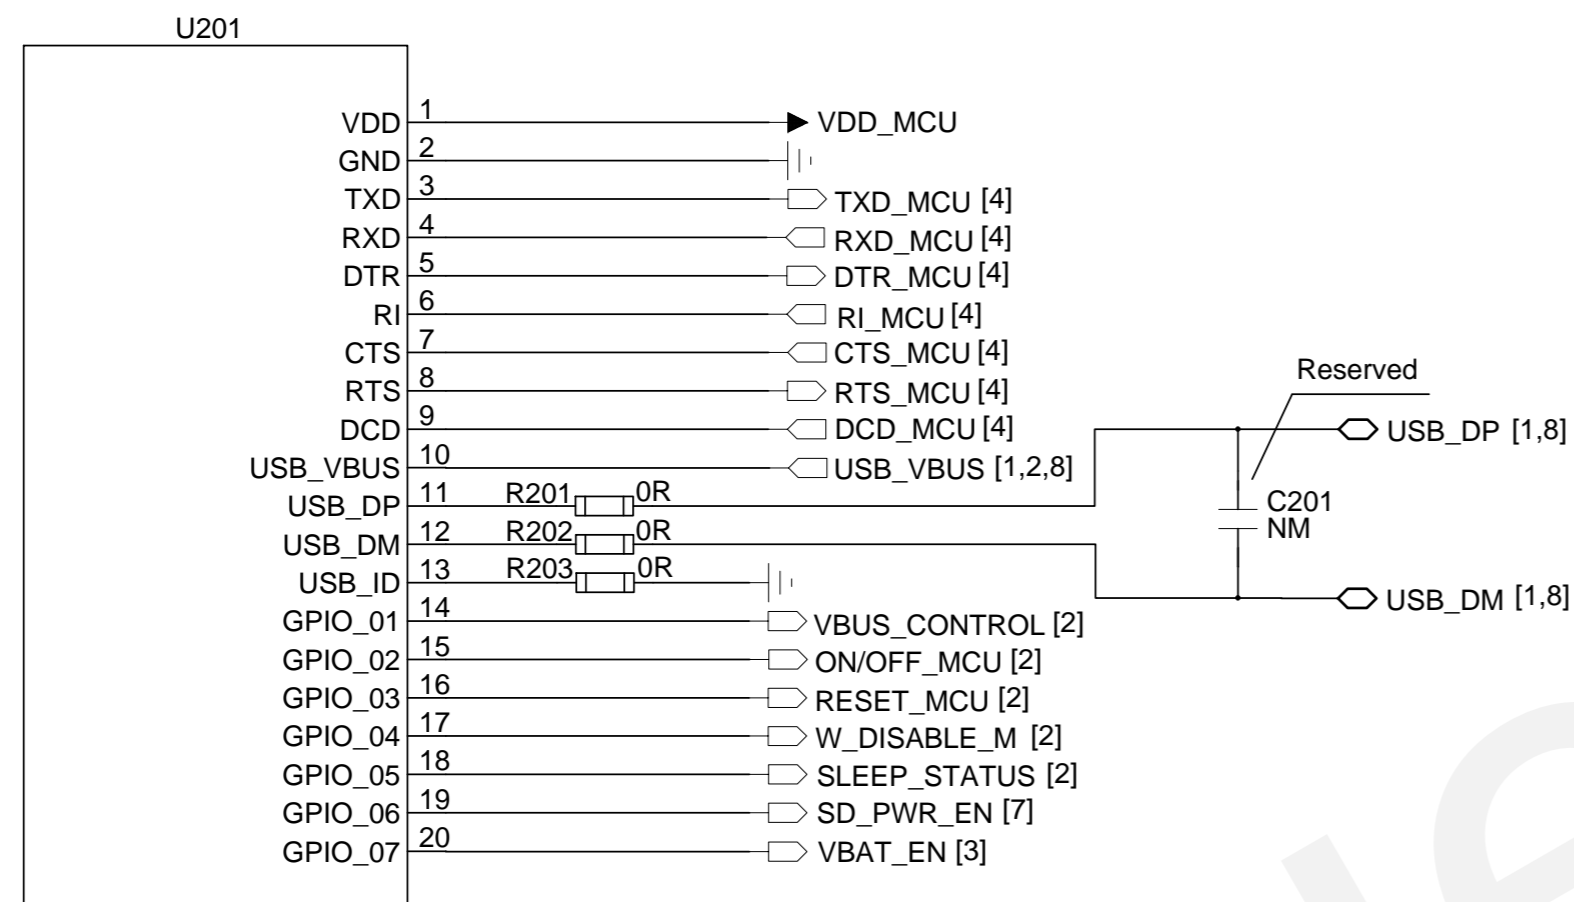 U201
VDD 1 VDD_MCU
GND 2
TXD 3 TXD_MCU [4]
RXD 4 RXD_MCU [4]
DTR 5 DTR_MCU [4]
RI 6 RI_MCU [4]
CTS 7 CTS_MCU [4]
Reserved
RTS 8 RTS_MCU [4]
DCD 9 DCD_MCU [4] USB_DP [1,8]
USB_VBUS 10 USB_VBUS [1,2,8]
USB_DP 11 R201 0R C201
USB_DM 12 R202 0R NM
USB_ID 13 R203 0R
USB_DM [1,8]
GPIO_01 14 VBUS_CONTROL [2]
GPIO_02 15 ON/OFF_MCU [2]
GPIO_03 16 RESET_MCU [2]
GPIO_04 17 W_DISABLE_M [2]
GPIO_05 18 SLEEP_STATUS [2]
GPIO_06 19 SD_PWR_EN [7]
GPIO_07 20 VBAT_EN [3]